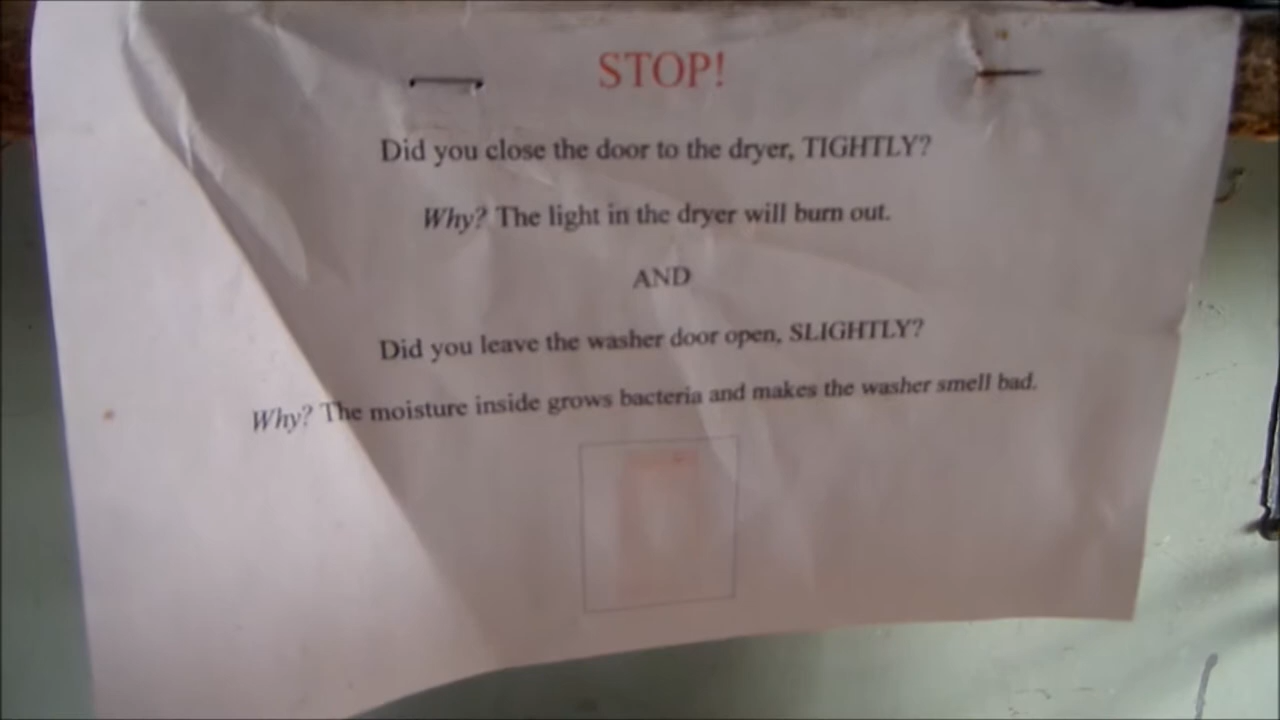 STOP!
Did you close the door to the dryer, TIGHTLY?
Why? The light in the dryer will burn out.
AND
Did you leave the washer door open, SLIGHTLY?
Why? The moisture inside grows bacteria and makes the washer smell bad.